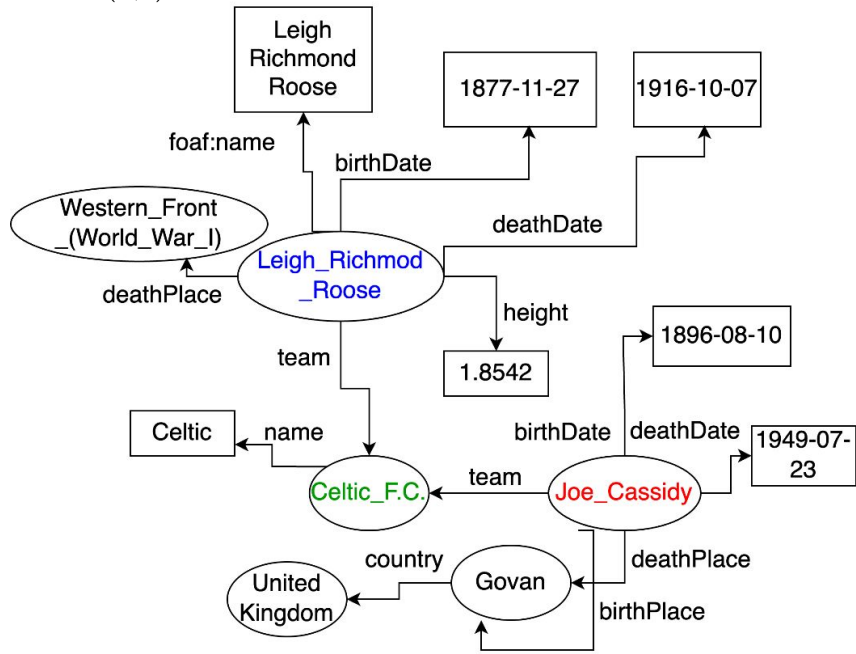 Leigh
Richmond
Roose
1877-11-27
1916-10-07
foaf:name
birthDate
Western_Front
_(World_War_I)
deathDate
Leigh_Richmod
_Roose
deathPlace
height
1896-08-10
team
1.8542
Celtic
name
birthDate
deathDate
1949-07-
23
Celtic_F.C.
team
Joe_Cassidy
country
deathPlace
United
Kingdom
Govan
birthPlace